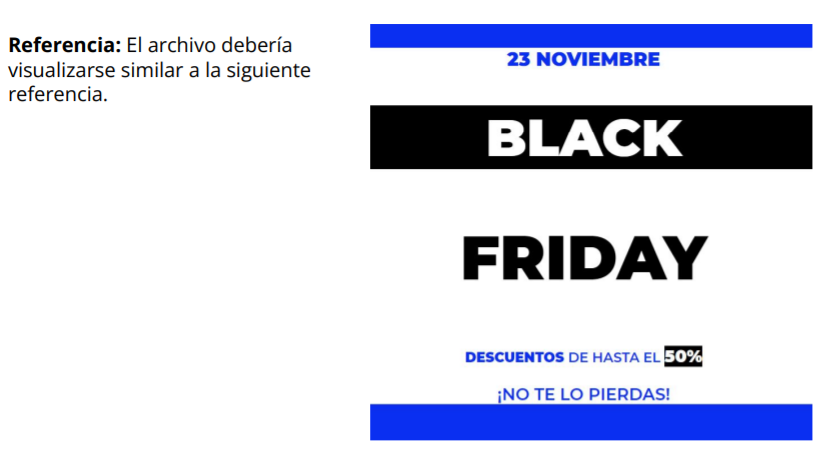 Referencia: El archivo debería
visualizarse similar a la siguiente
referencia.
23 NOVIEMBRE
BLACK
FRIDAY
DESCUENTOS DE HASTA EL 50%
¡NO TE LO PIERDAS!